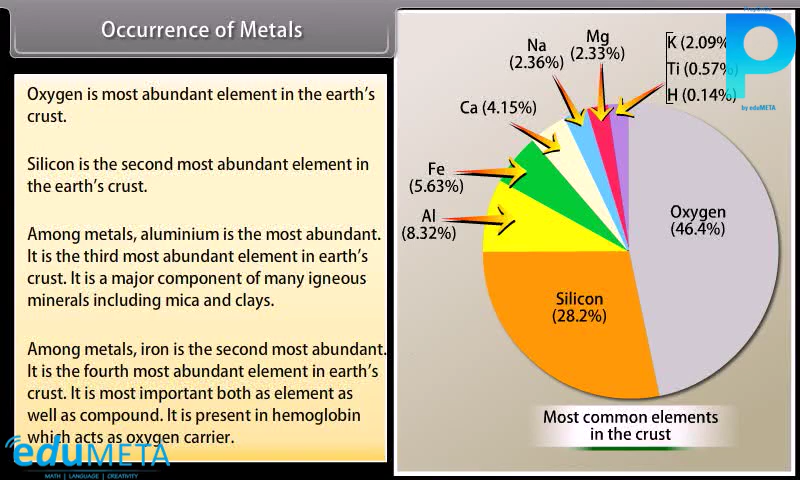 Occurrence of Metals
Oxygen is most abundant element in the earth's
crust.
Silicon is the second most abundant element in
the earth's crust.
Among metals, aluminium is the most abundant.
It is the third most abundant element in earth's
crust. It is a major component of many igneous
minerals including mica and clays.
Among metals, iron is the second most abundant.
It is the fourth most abundant element in earth's
crust. It is most important both as element as
well as compound. It is present in hemoglobin
which acts as oxygen carrier.
eduMETA
MATH | LANGUAGE | CREATIVITY
Na
(2.36%)
Mg
(2.33%)
K (2.09%)
Ti (0.57%)
H (0.14%)
P
by eduMETA
Ca (4.15%)
Fe
(5.63%)
Al
(8.32%)
Oxygen
(46.4%)
Silicon
(28.2%)
Most common elements
in the crust